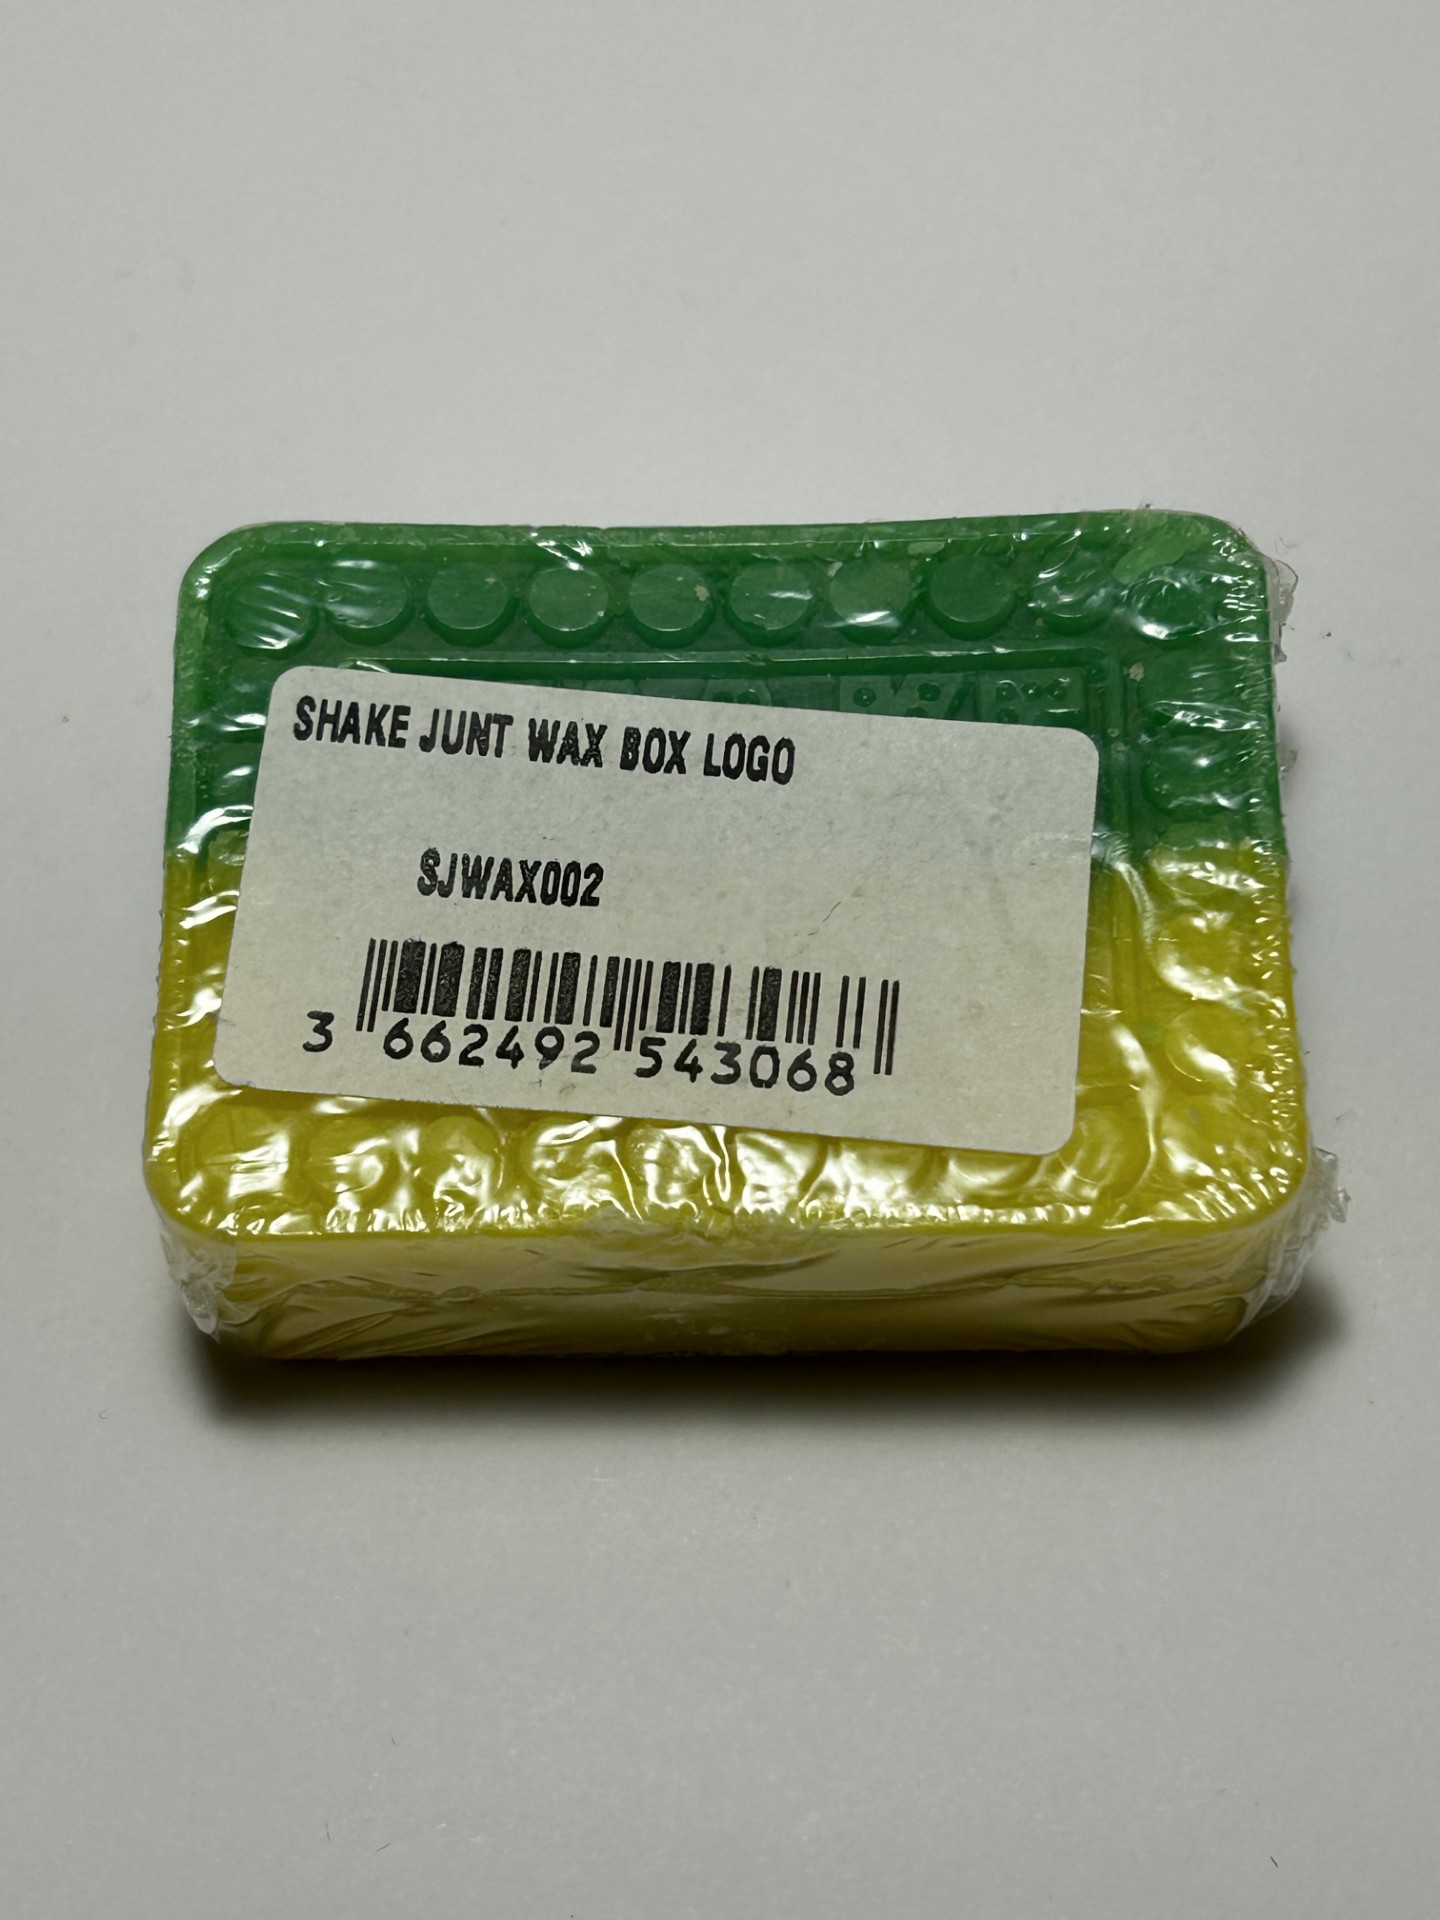 SHAKE JUNT WAX BOX LOGO
SJWAX002
3 662492 543068